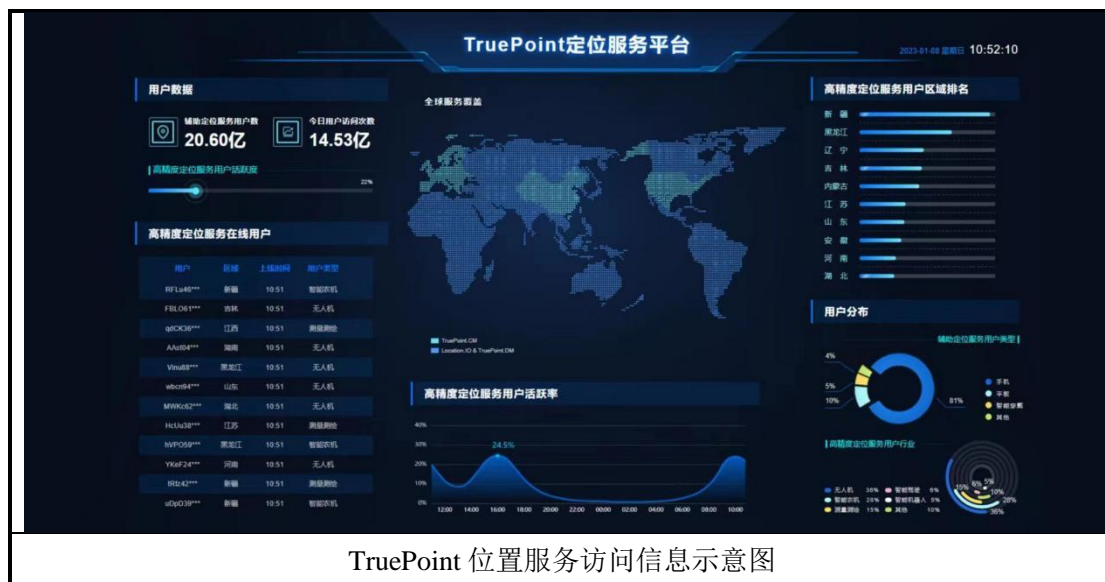 TruePoint定位服务平台
2023-01-08 星期日 10:52:10
用户数据
辅助定位服务用户数
20.60亿
今日用户访问次数
14.53亿
高精度定位服务用户活跃度
22%
高精度定位服务在线用户
用户 区域 上线时间 用户类型
RFLu46*** 新疆 10:51 智能农机
FBLO61*** 吉林 10:51 无人机
qdCK36*** 江西 10:51 测量测绘
AAzf04*** 湖南 10:51 无人机
Vinu88*** 黑龙江 10:51 无人机
wbcn94*** 山东 10:51 无人机
MWKc62*** 湖北 10:51 无人机
HcUu38*** 江苏 10:51 测量测绘
hVPO59*** 黑龙江 10:51 智能农机
YKeF24*** 河南 10:51 无人机
tRIz42*** 新疆 10:51 测量测绘
uDpD39*** 新疆 10:51 智能农机
全球服务覆盖
TruePoint.CM
Location.IO & TruePoint.DM
高精度定位服务用户活跃率
40%
30%
20%
10%
0%
24.5%
12:00 14:00 16:00 18:00 20:00 22:00 00:00 02:00 04:00 06:00 08:00 10:00
高精度定位服务用户区域排名
新 疆
黑龙江
辽 宁
吉 林
内蒙古
江 苏
山 东
安 徽
河 南
湖 北
用户分布
辅助定位服务用户类型
4%
5%
10%
81%
手机
平板
智能穿戴
其他
高精度定位服务用户行业
无人机 36% 智能驾驶 6%
智能农机 28% 智能机器人 5%
测量测绘 15% 其他 10%
15% 6% 5%
10%
28%
36%
TruePoint 位置服务访问信息示意图